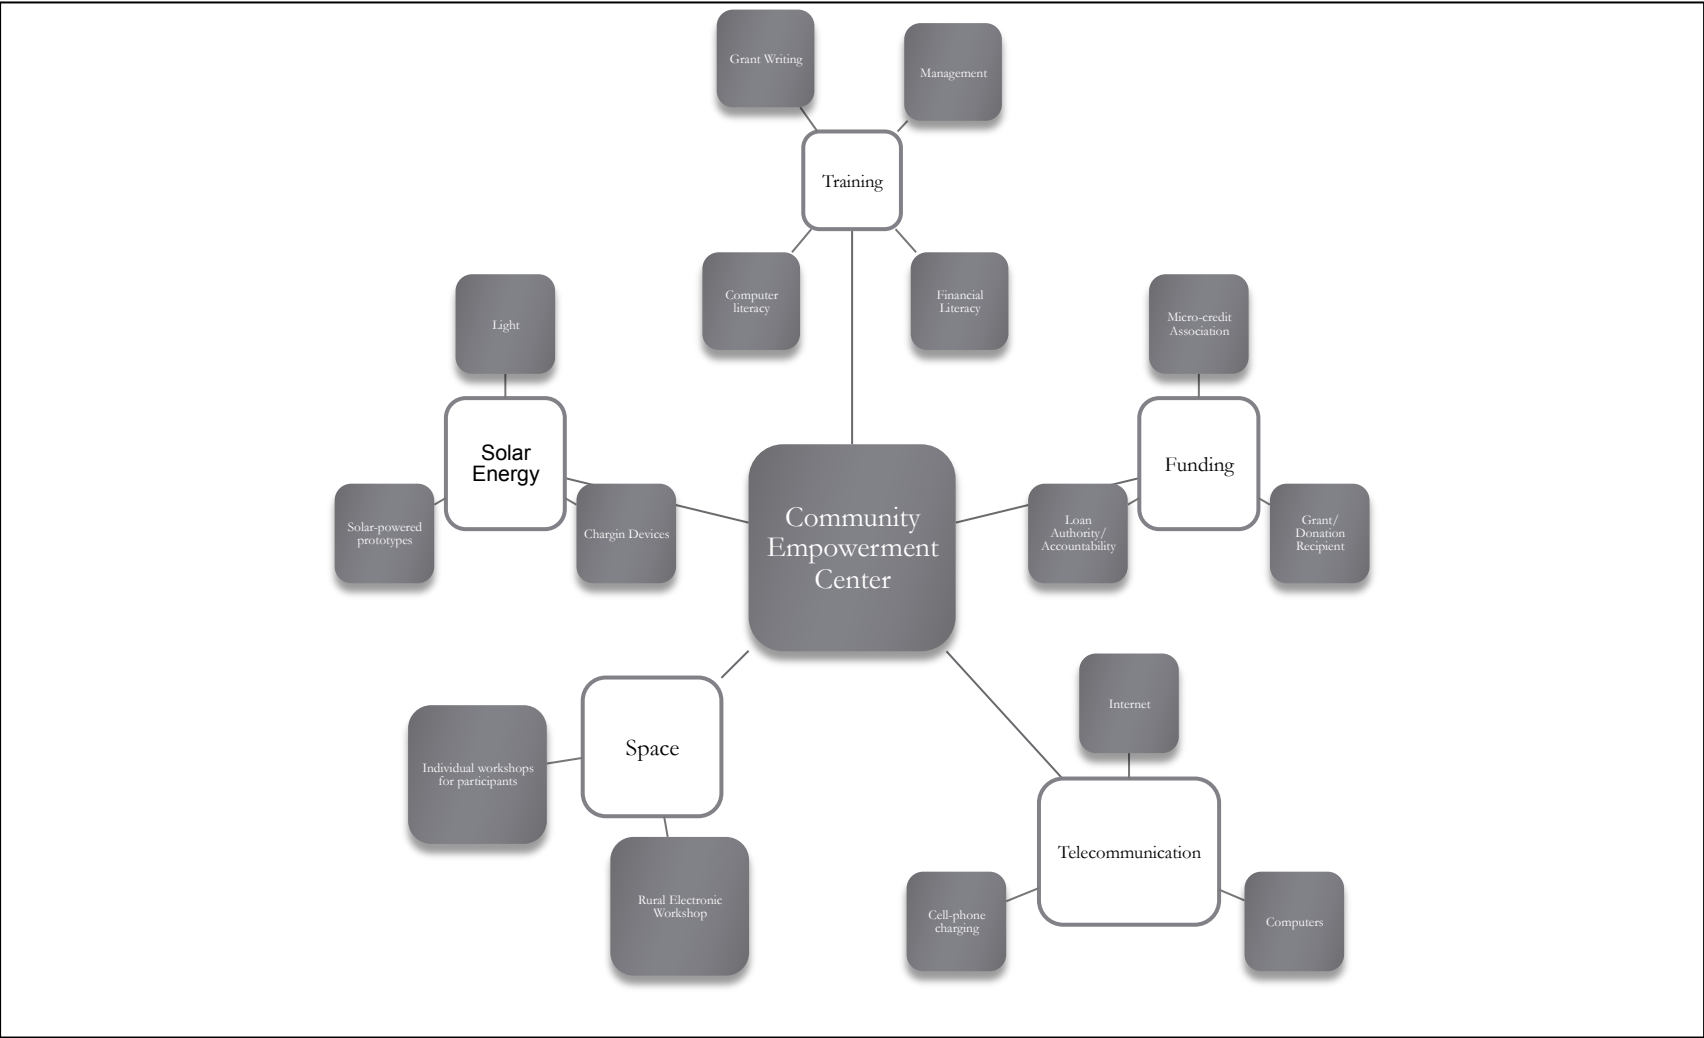 Grant Writing
Management
Training
Computer
literacy
Financial
Literacy
Light
Micro-credit
Association
Solar
Energy
Funding
Solar-powered
prototypes
Chargin Devices
Community
Empowerment
Center
Loan
Authority/
Accountability
Grant/
Donation
Recipient
Internet
Space
Individual workshops
for participants
Telecommunication
Rural Electronic
Workshop
Cell-phone
charging
Computers